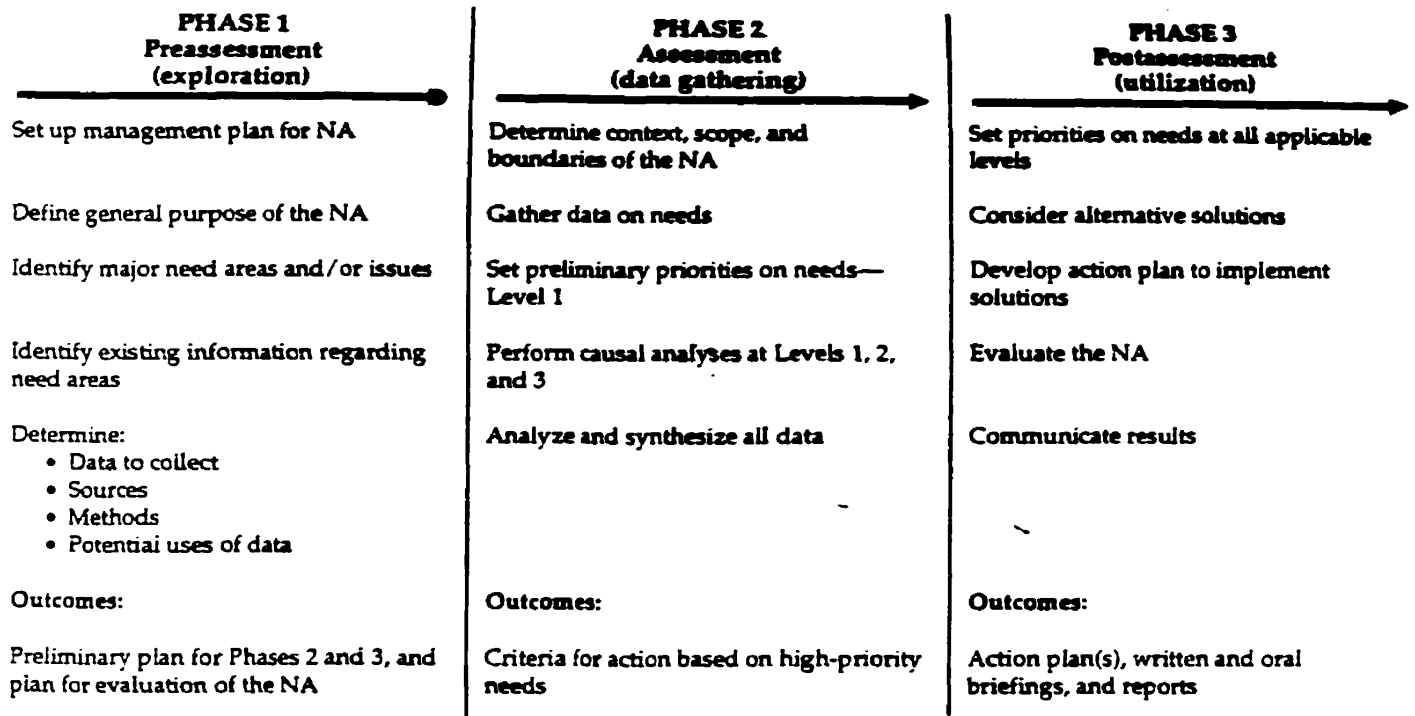 PHASE 1
Preassessment
(exploration)
Set up management plan for NA
Define general purpose of the NA
Identify major need areas and/or issues
Identify existing information regarding
need areas
Determine:
• Data to collect
• Sources
• Methods
• Potential uses of data
Outcomes:
Preliminary plan for Phases 2 and 3, and
plan for evaluation of the NA
PHASE 2
Assessment
(data gathering)
Determine context, scope, and
boundaries of the NA
Gather data on needs
Set preliminary priorities on needs—
Level 1
Perform causal analyses at Levels 1, 2,
and 3
Analyze and synthesize all data
Outcomes:
Criteria for action based on high-priority
needs
PHASE 3
Postassessment
(utilization)
Set priorities on needs at all applicable
levels
Consider alternative solutions
Develop action plan to implement
solutions
Evaluate the NA
Communicate results
Outcomes:
Action plan(s), written and oral
briefings, and reports